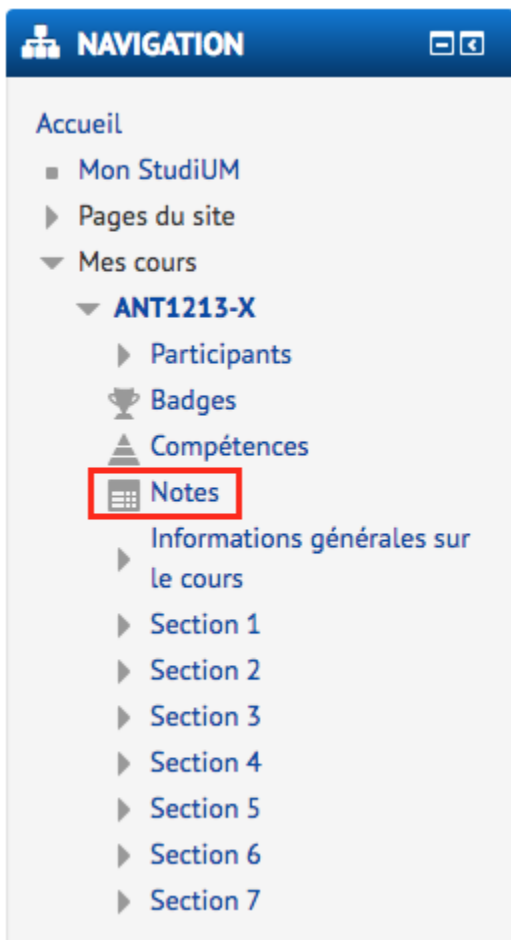 NAVIGATION
Accueil
Mon StudiUM
Pages du site
Mes cours
ANT1213-X
Participants
Badges
Compétences
Notes
Informations générales sur
le cours
Section 1
Section 2
Section 3
Section 4
Section 5
Section 6
Section 7